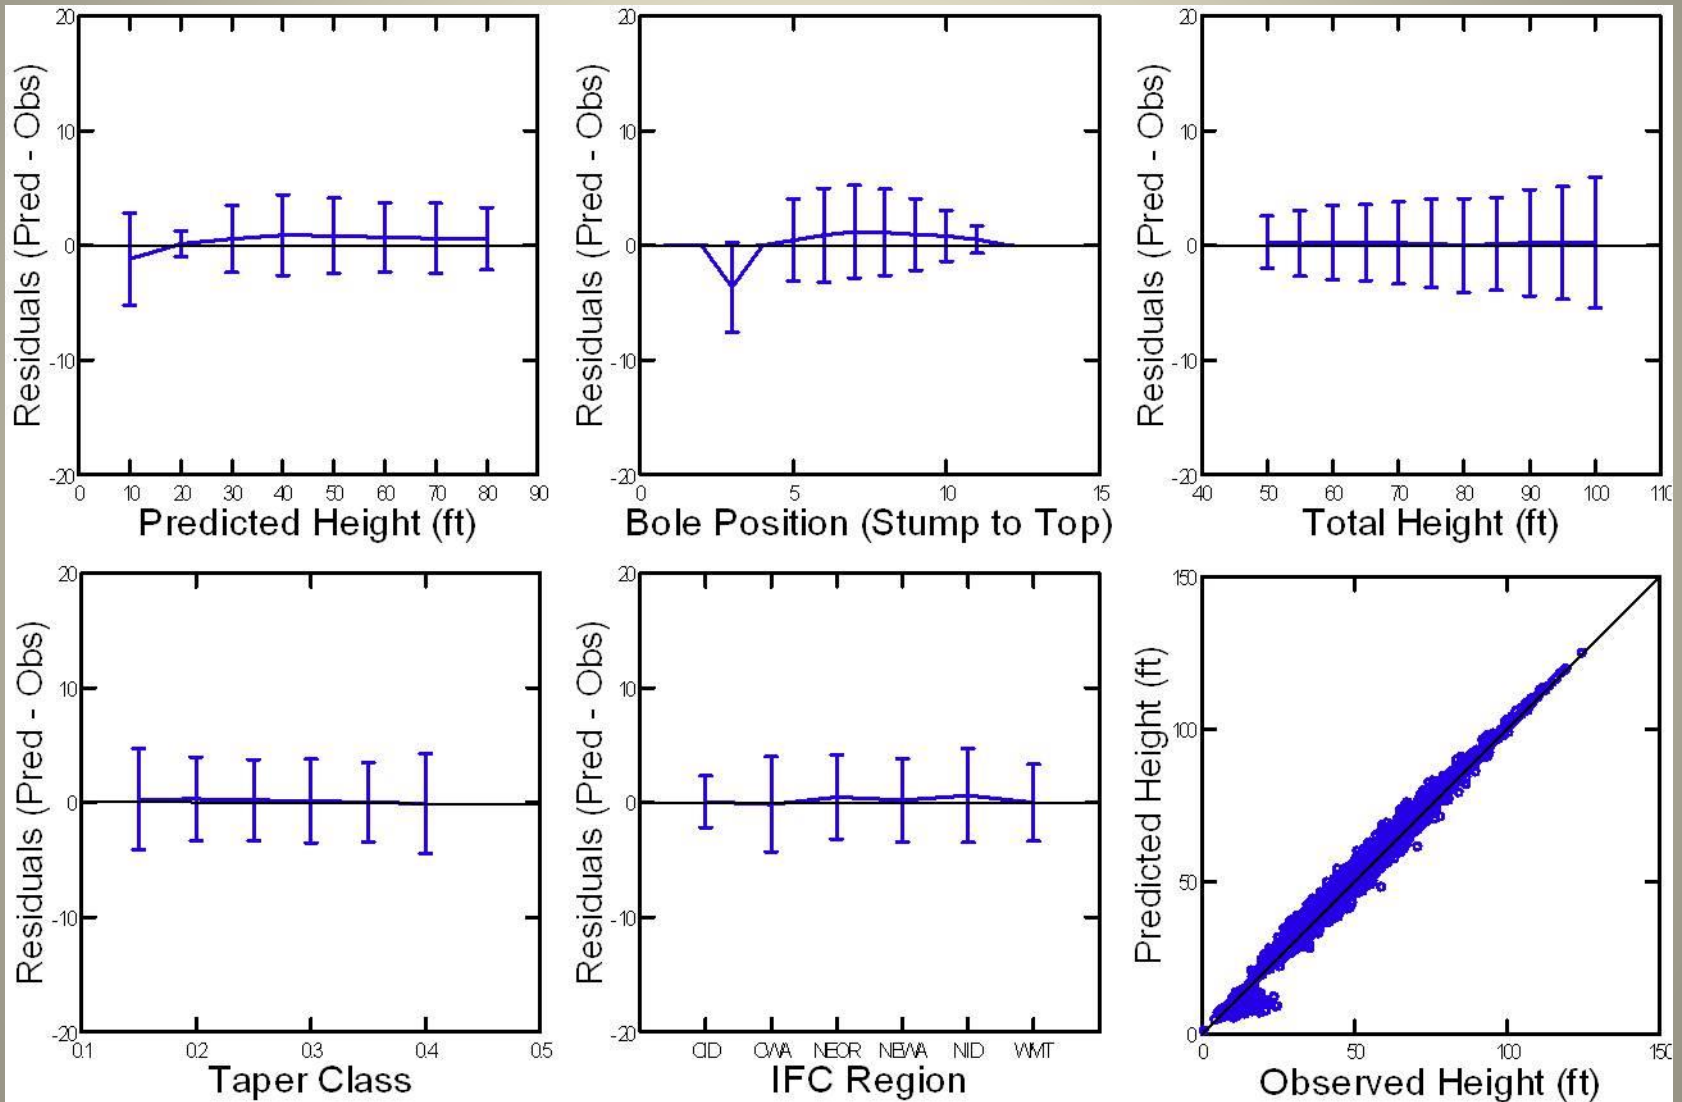 Residuals (Pred - Obs)
20
10
0
-10
-20
0 10 20 30 40 50 60 70 80 90
Predicted Height (ft)
Residuals (Pred - Obs)
20
10
0
-10
-20
0 5 10 15
Bole Position (Stump to Top)
Residuals (Pred - Obs)
20
10
0
-10
-20
40 50 60 70 80 90 100 110
Total Height (ft)
Residuals (Pred - Obs)
20
10
0
-10
-20
0.1 0.2 0.3 0.4 0.5
Taper Class
Residuals (Pred - Obs)
20
10
0
-10
-20
CID CWA NEOR NEWA NID WMT
IFC Region
Predicted Height (ft)
150
100
50
0
0 50 100 150
Observed Height (ft)